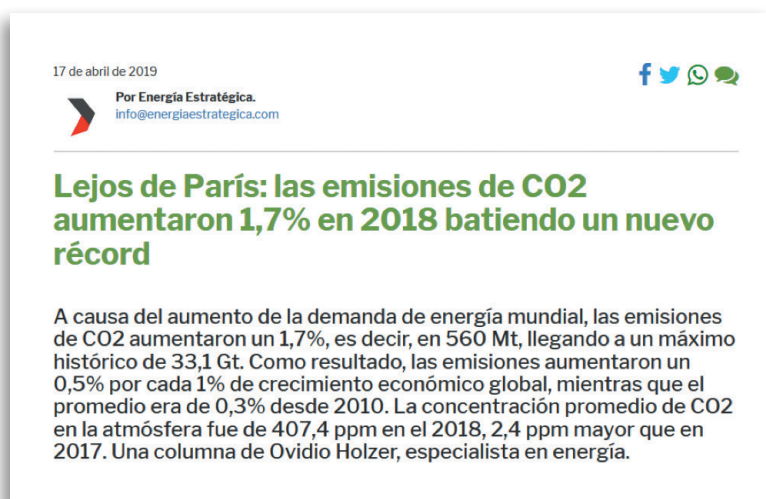 17 de abril de 2019
Por Energía Estratégica.
info@energiaestrategica.com
Lejos de París: las emisiones de CO2
aumentaron 1,7% en 2018 batiendo un nuevo
récord
A causa del aumento de la demanda de energía mundial, las emisiones
de CO2 aumentaron un 1,7%, es decir, en 560 Mt, llegando a un máximo
histórico de 33,1 Gt. Como resultado, las emisiones aumentaron un
0,5% por cada 1% de crecimiento económico global, mientras que el
promedio era de 0,3% desde 2010. La concentración promedio de CO2
en la atmósfera fue de 407,4 ppm en el 2018, 2,4 ppm mayor que en
2017. Una columna de Ovidio Holzer, especialista en energía.